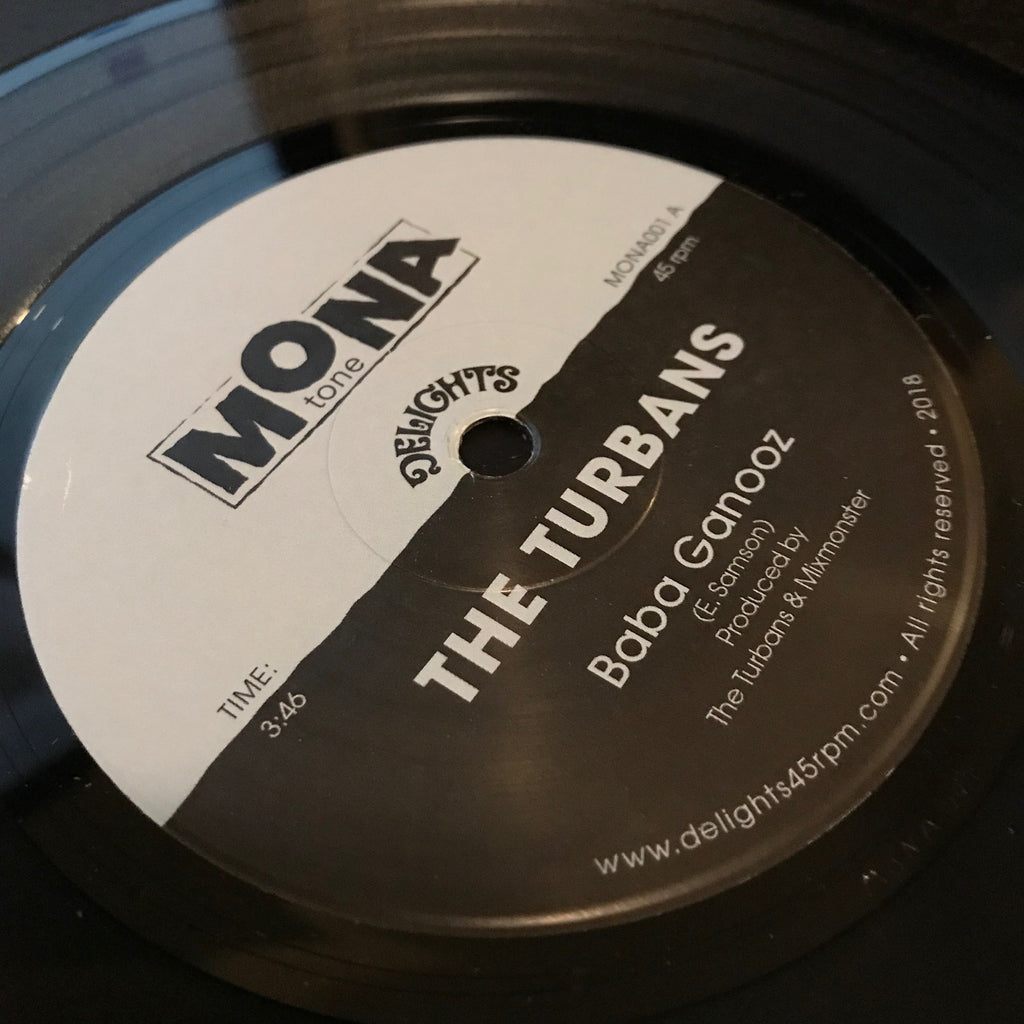 MONA
tone
DELIGHTS
MONA001 A
45 rpm
TIME:
3:46
THE TURBANS
Baba Ganooz
(E. Samson)
Produced by
The Turbans & Mixmonster
www.delights45rpm.com • All rights reserved • 2018